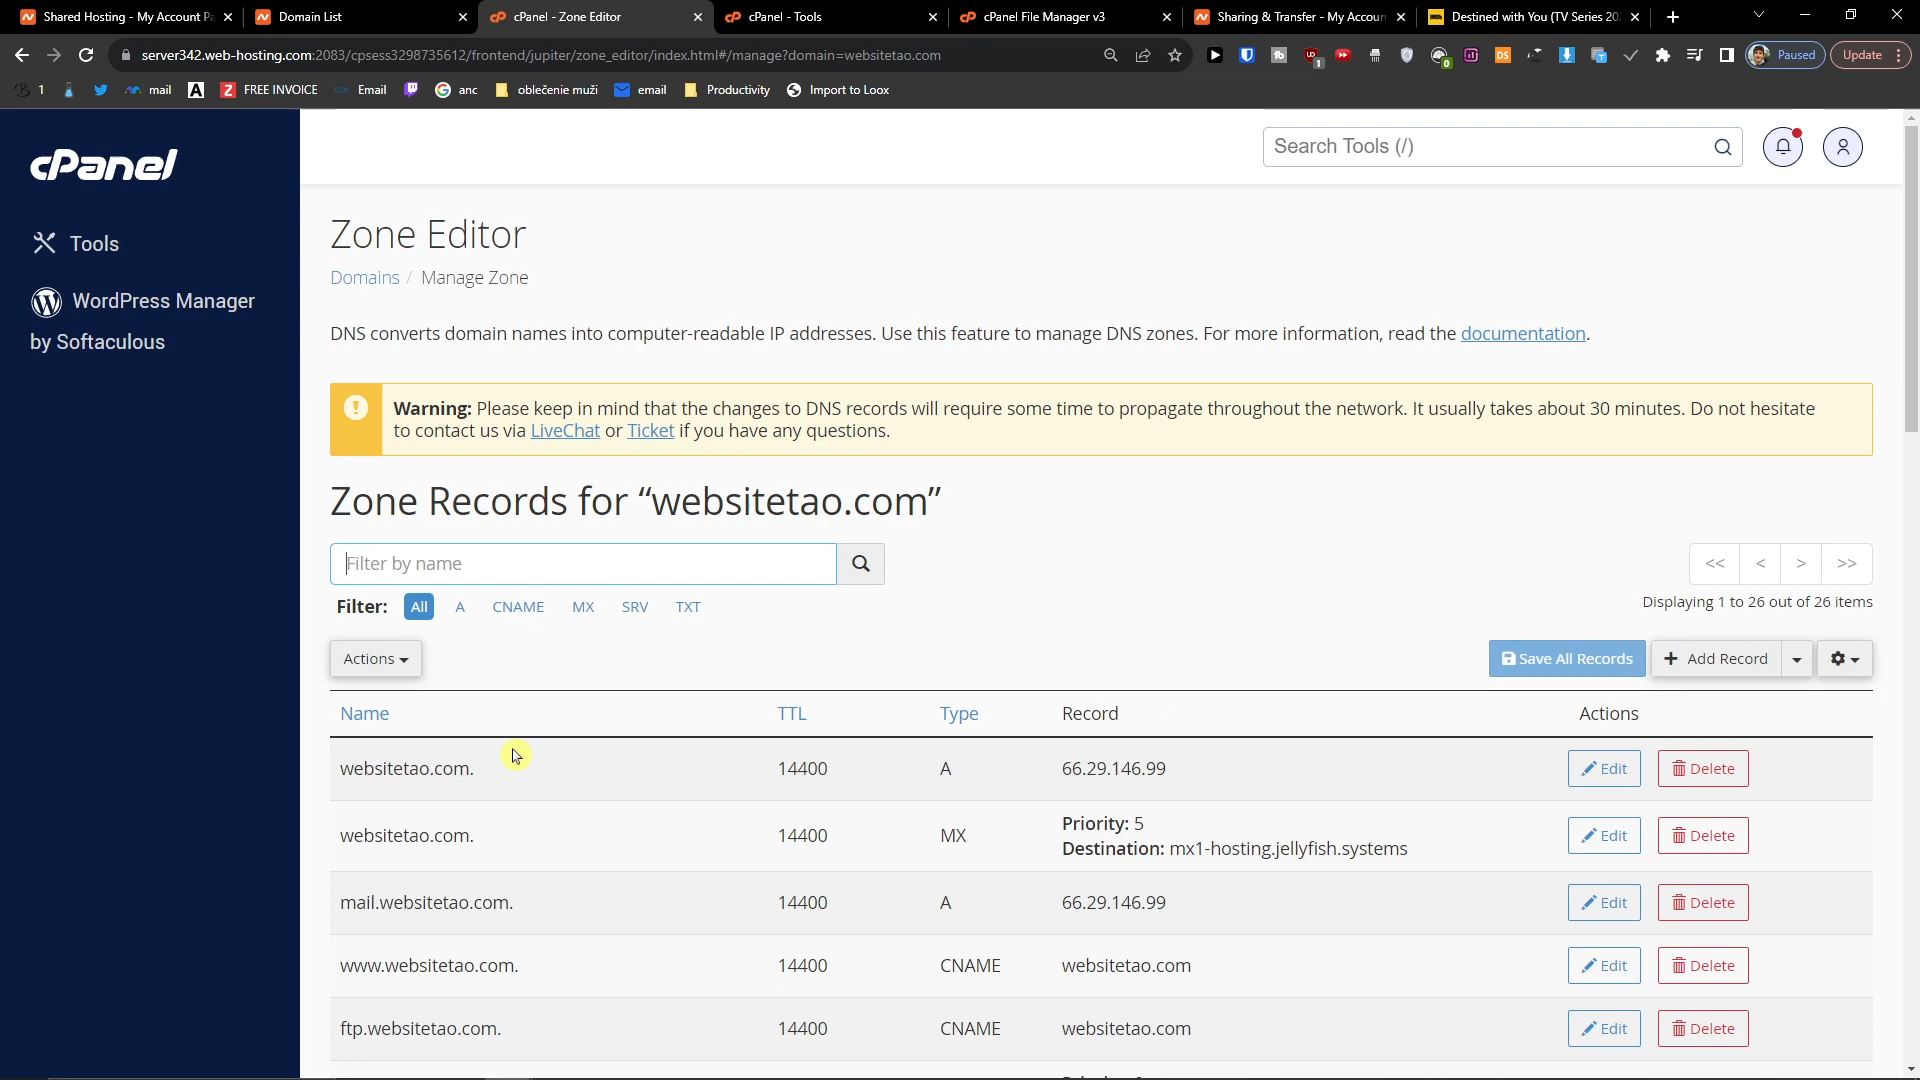 Shared Hosting - My Account Pa
Domain List
cPanel - Zone Editor
cPanel - Tools
cPanel File Manager v3
Sharing & Transfer - My Accoun
Destined with You (TV Series 20
server342.web-hosting.com:2083/cpsess3298735612/frontend/jupiter/zone_editor/index.html#/manage?domain=websitetao.com
Paused
Update
1
mail
FREE INVOICE
Email
anc
oblečenie muži
email
Productivity
Import to Loox
cPanel
Search Tools (/)
Tools
WordPress Manager
by Softaculous
Zone Editor
Domains / Manage Zone
DNS converts domain names into computer-readable IP addresses. Use this feature to manage DNS zones. For more information, read the documentation.
Warning: Please keep in mind that the changes to DNS records will require some time to propagate throughout the network. It usually takes about 30 minutes. Do not hesitate
to contact us via LiveChat or Ticket if you have any questions.
Zone Records for “websitetao.com”
Filter by name
<< < > >>
Filter: All A CNAME MX SRV TXT
Displaying 1 to 26 out of 26 items
Actions
Save All Records
+ Add Record
Name TTL Type Record Actions
websitetao.com. 14400 A 66.29.146.99 Edit Delete
websitetao.com. 14400 MX Priority: 5 Edit Delete
Destination: mx1-hosting.jellyfish.systems
mail.websitetao.com. 14400 A 66.29.146.99 Edit Delete
www.websitetao.com. 14400 CNAME websitetao.com Edit Delete
ftp.websitetao.com. 14400 CNAME websitetao.com Edit Delete